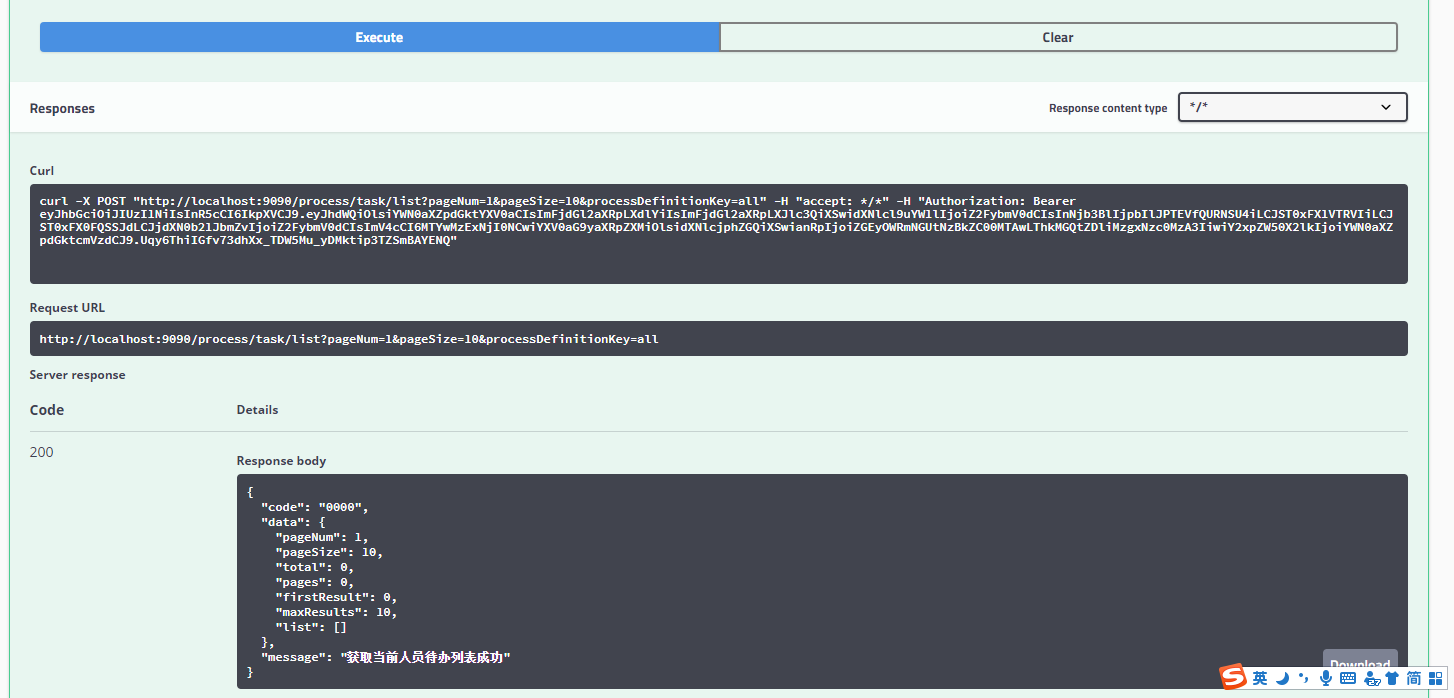 Execute
Clear
Responses
Response content type
*/*
Curl
curl -X POST "http://localhost:9090/process/task/list?pageNum=1&pageSize=10&processDefinitionKey=all" -H "accept: */*" -H "Authorization: Bearer
Request URL
http://localhost:9090/process/task/list?pageNum=1&pageSize=10&processDefinitionKey=all
Server response
Code
Details
200
Response body
{
"code": "0000",
"data": {
"pageNum": 1,
"pageSize": 10,
"total": 0,
"pages": 0,
"firstResult": 0,
"maxResults": 10,
"list": []
},
"message": "获取当前人员待办列表成功"
}
Download
S 英 简